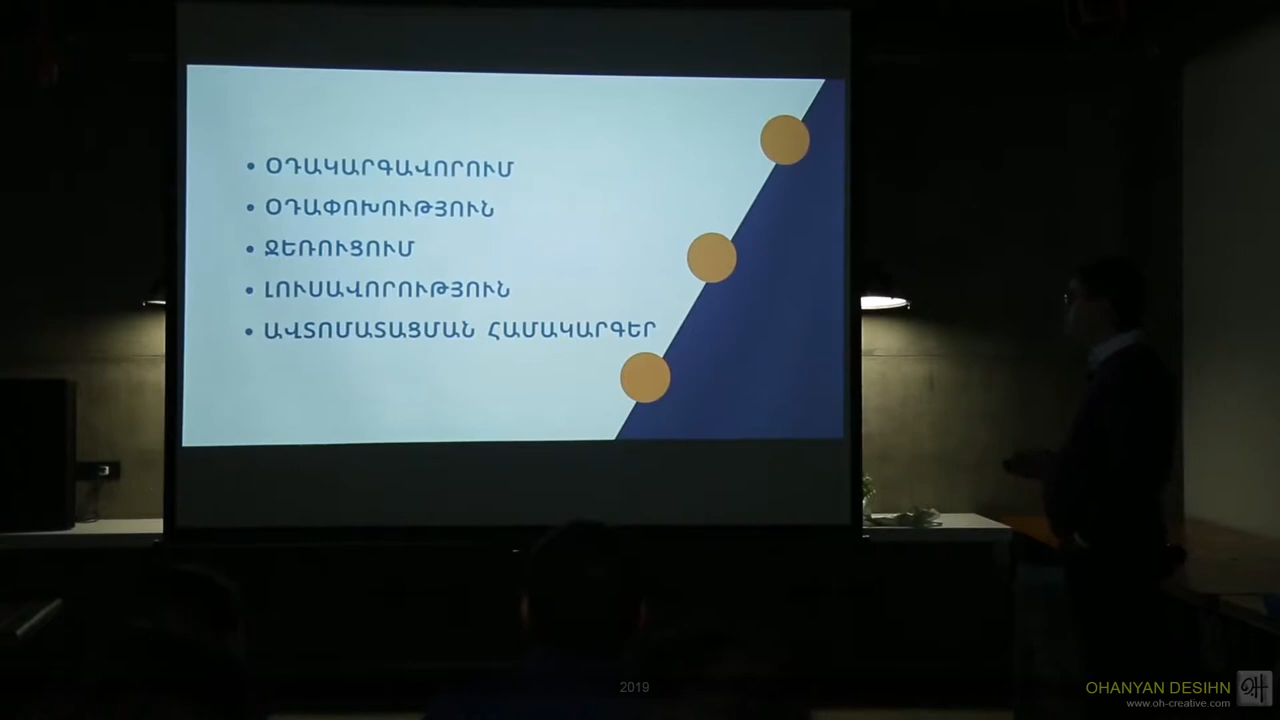 • ՕԴԱԿԱՐԳԱՎՈՐՈՒՄ
• ՕԴԱՓՈԽՈՒԹՅՈՒՆ
• ՋԵՌՈՒՑՈՒՄ
• ԼՈՒՍԱՎՈՐՈՒԹՅՈՒՆ
• ԱՎՏՈՄԱՏԱՑՄԱՆ ՀԱՄԱԿԱՐԳԵՐ
2019
OHANYAN DESIHN
www.oh-creative.com